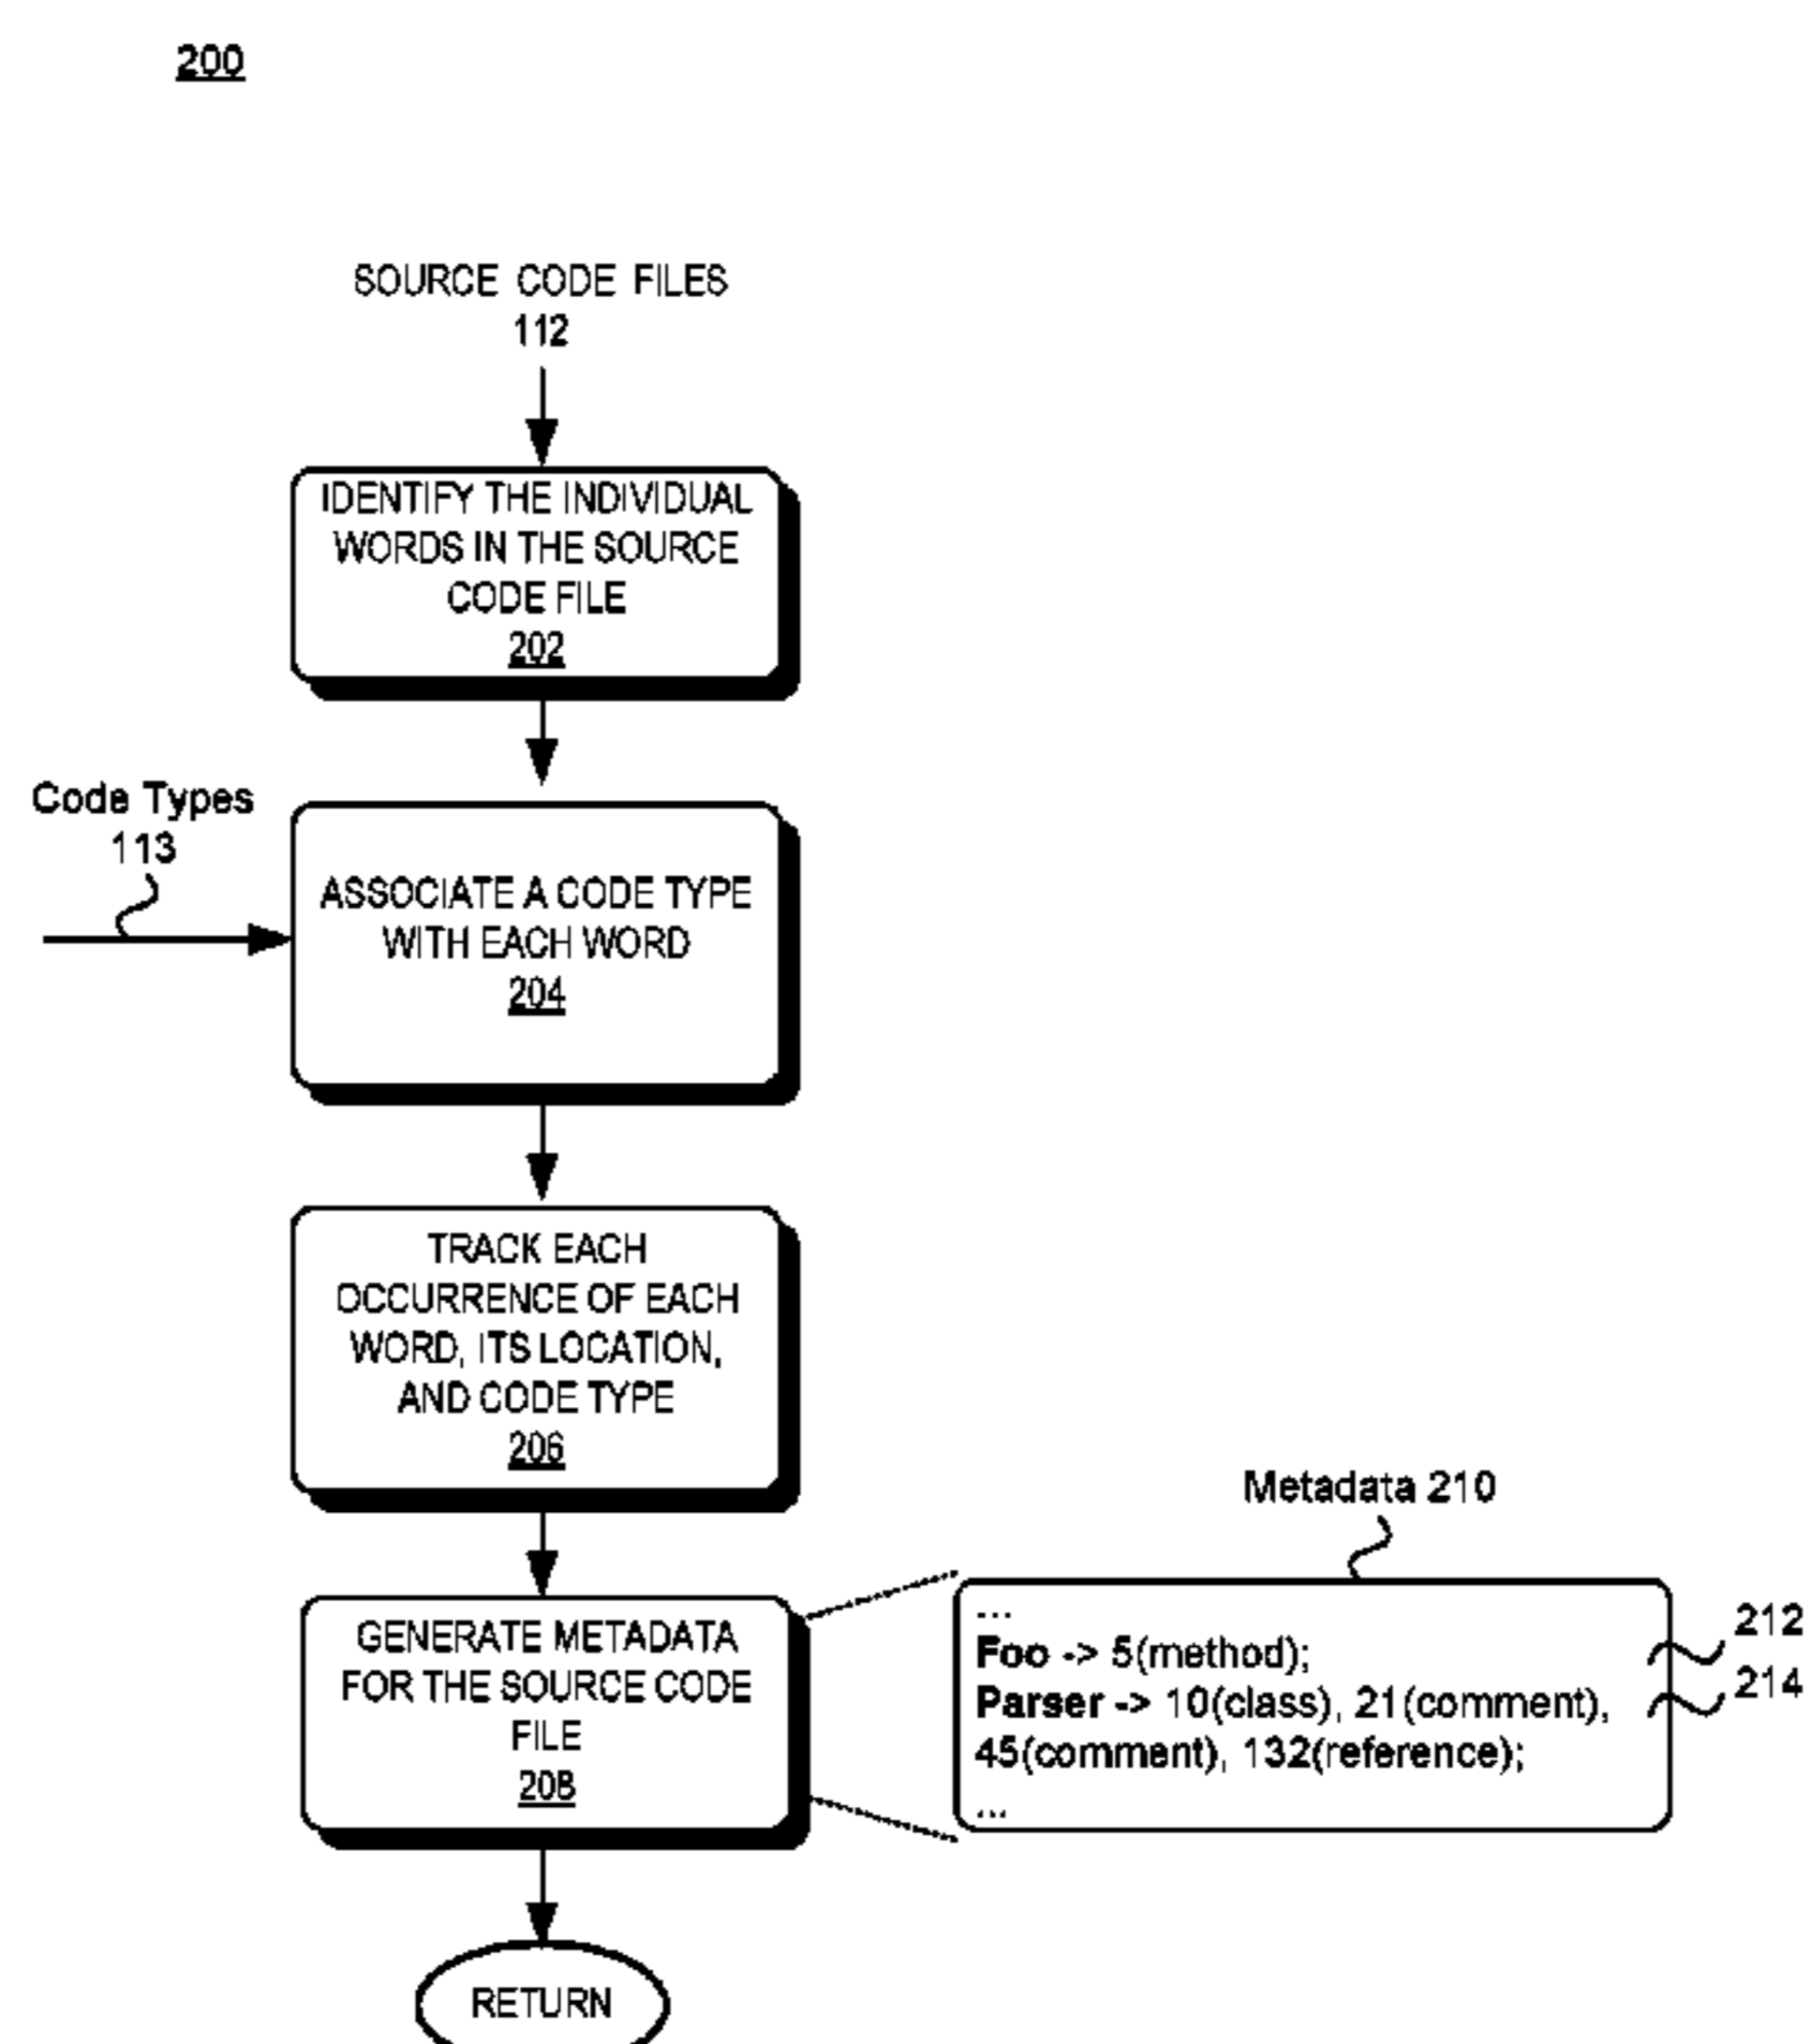 200
SOURCE CODE FILES
112
IDENTIFY THE INDIVIDUAL
WORDS IN THE SOURCE
CODE FILE
202
Code Types
113
ASSOCIATE A CODE TYPE
WITH EACH WORD
204
TRACK EACH
OCCURRENCE OF EACH
WORD, ITS LOCATION,
AND CODE TYPE
206
GENERATE METADATA
FOR THE SOURCE CODE
FILE
208
Metadata 210
...
Foo -> 5(method);
Parser -> 10(class), 21(comment),
45(comment), 132(reference);
...
212
214
RETURN